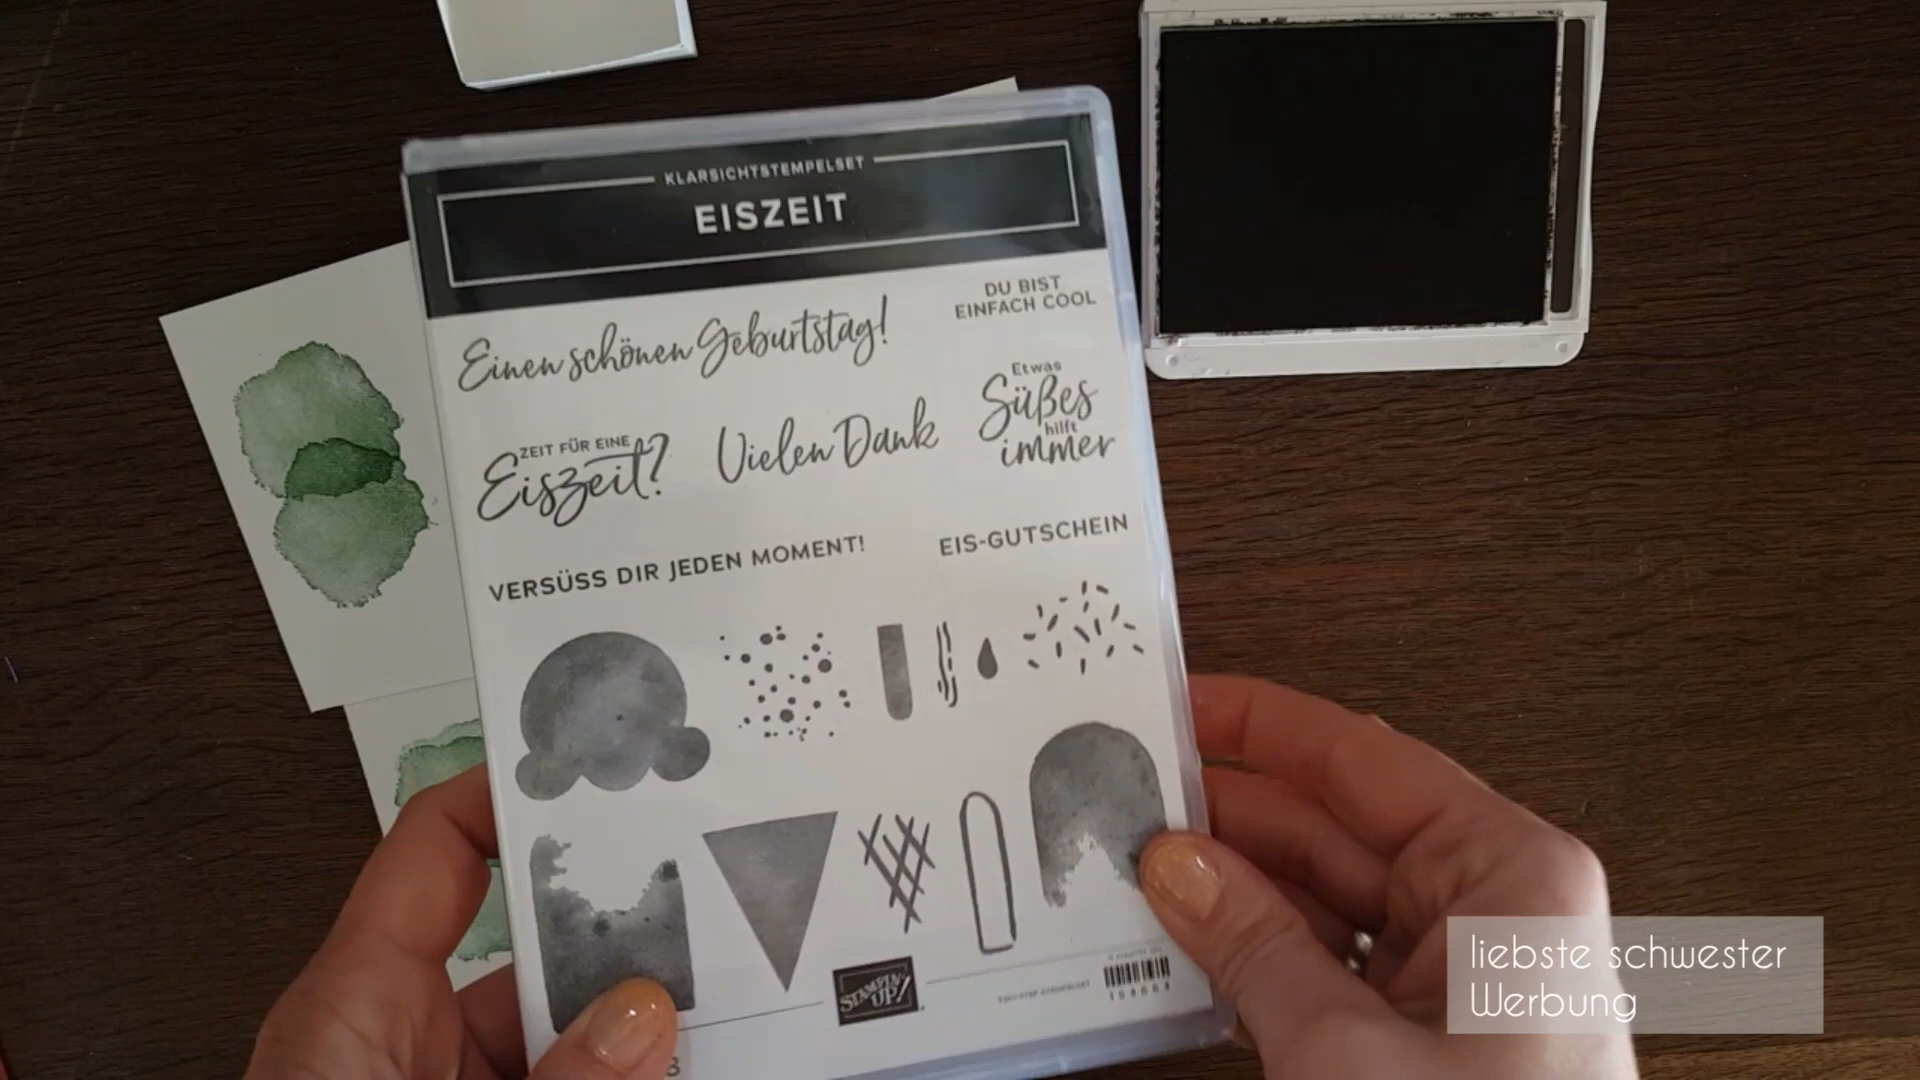 KLARSICHTSTEMPELSET
EISZEIT
DU BIST
EINFACH COOL
Einen schönen Geburtstag!
Etwas
Süßes
hilft
immer
ZEIT FÜR EINE
Eiszeit?
Vielen Dank
VERSÜSS DIR JEDEN MOMENT!
EIS-GUTSCHEIN
STAMPIN'
UP!
154664
liebste schwester
Werbung